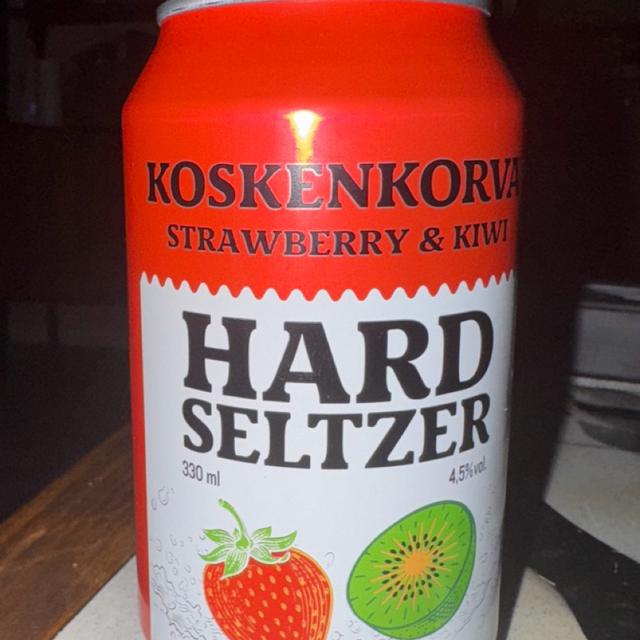 KOSKENKORVA
STRAWBERRY & KIWI
HARD
SELTZER
330 ml 4,5% vol.